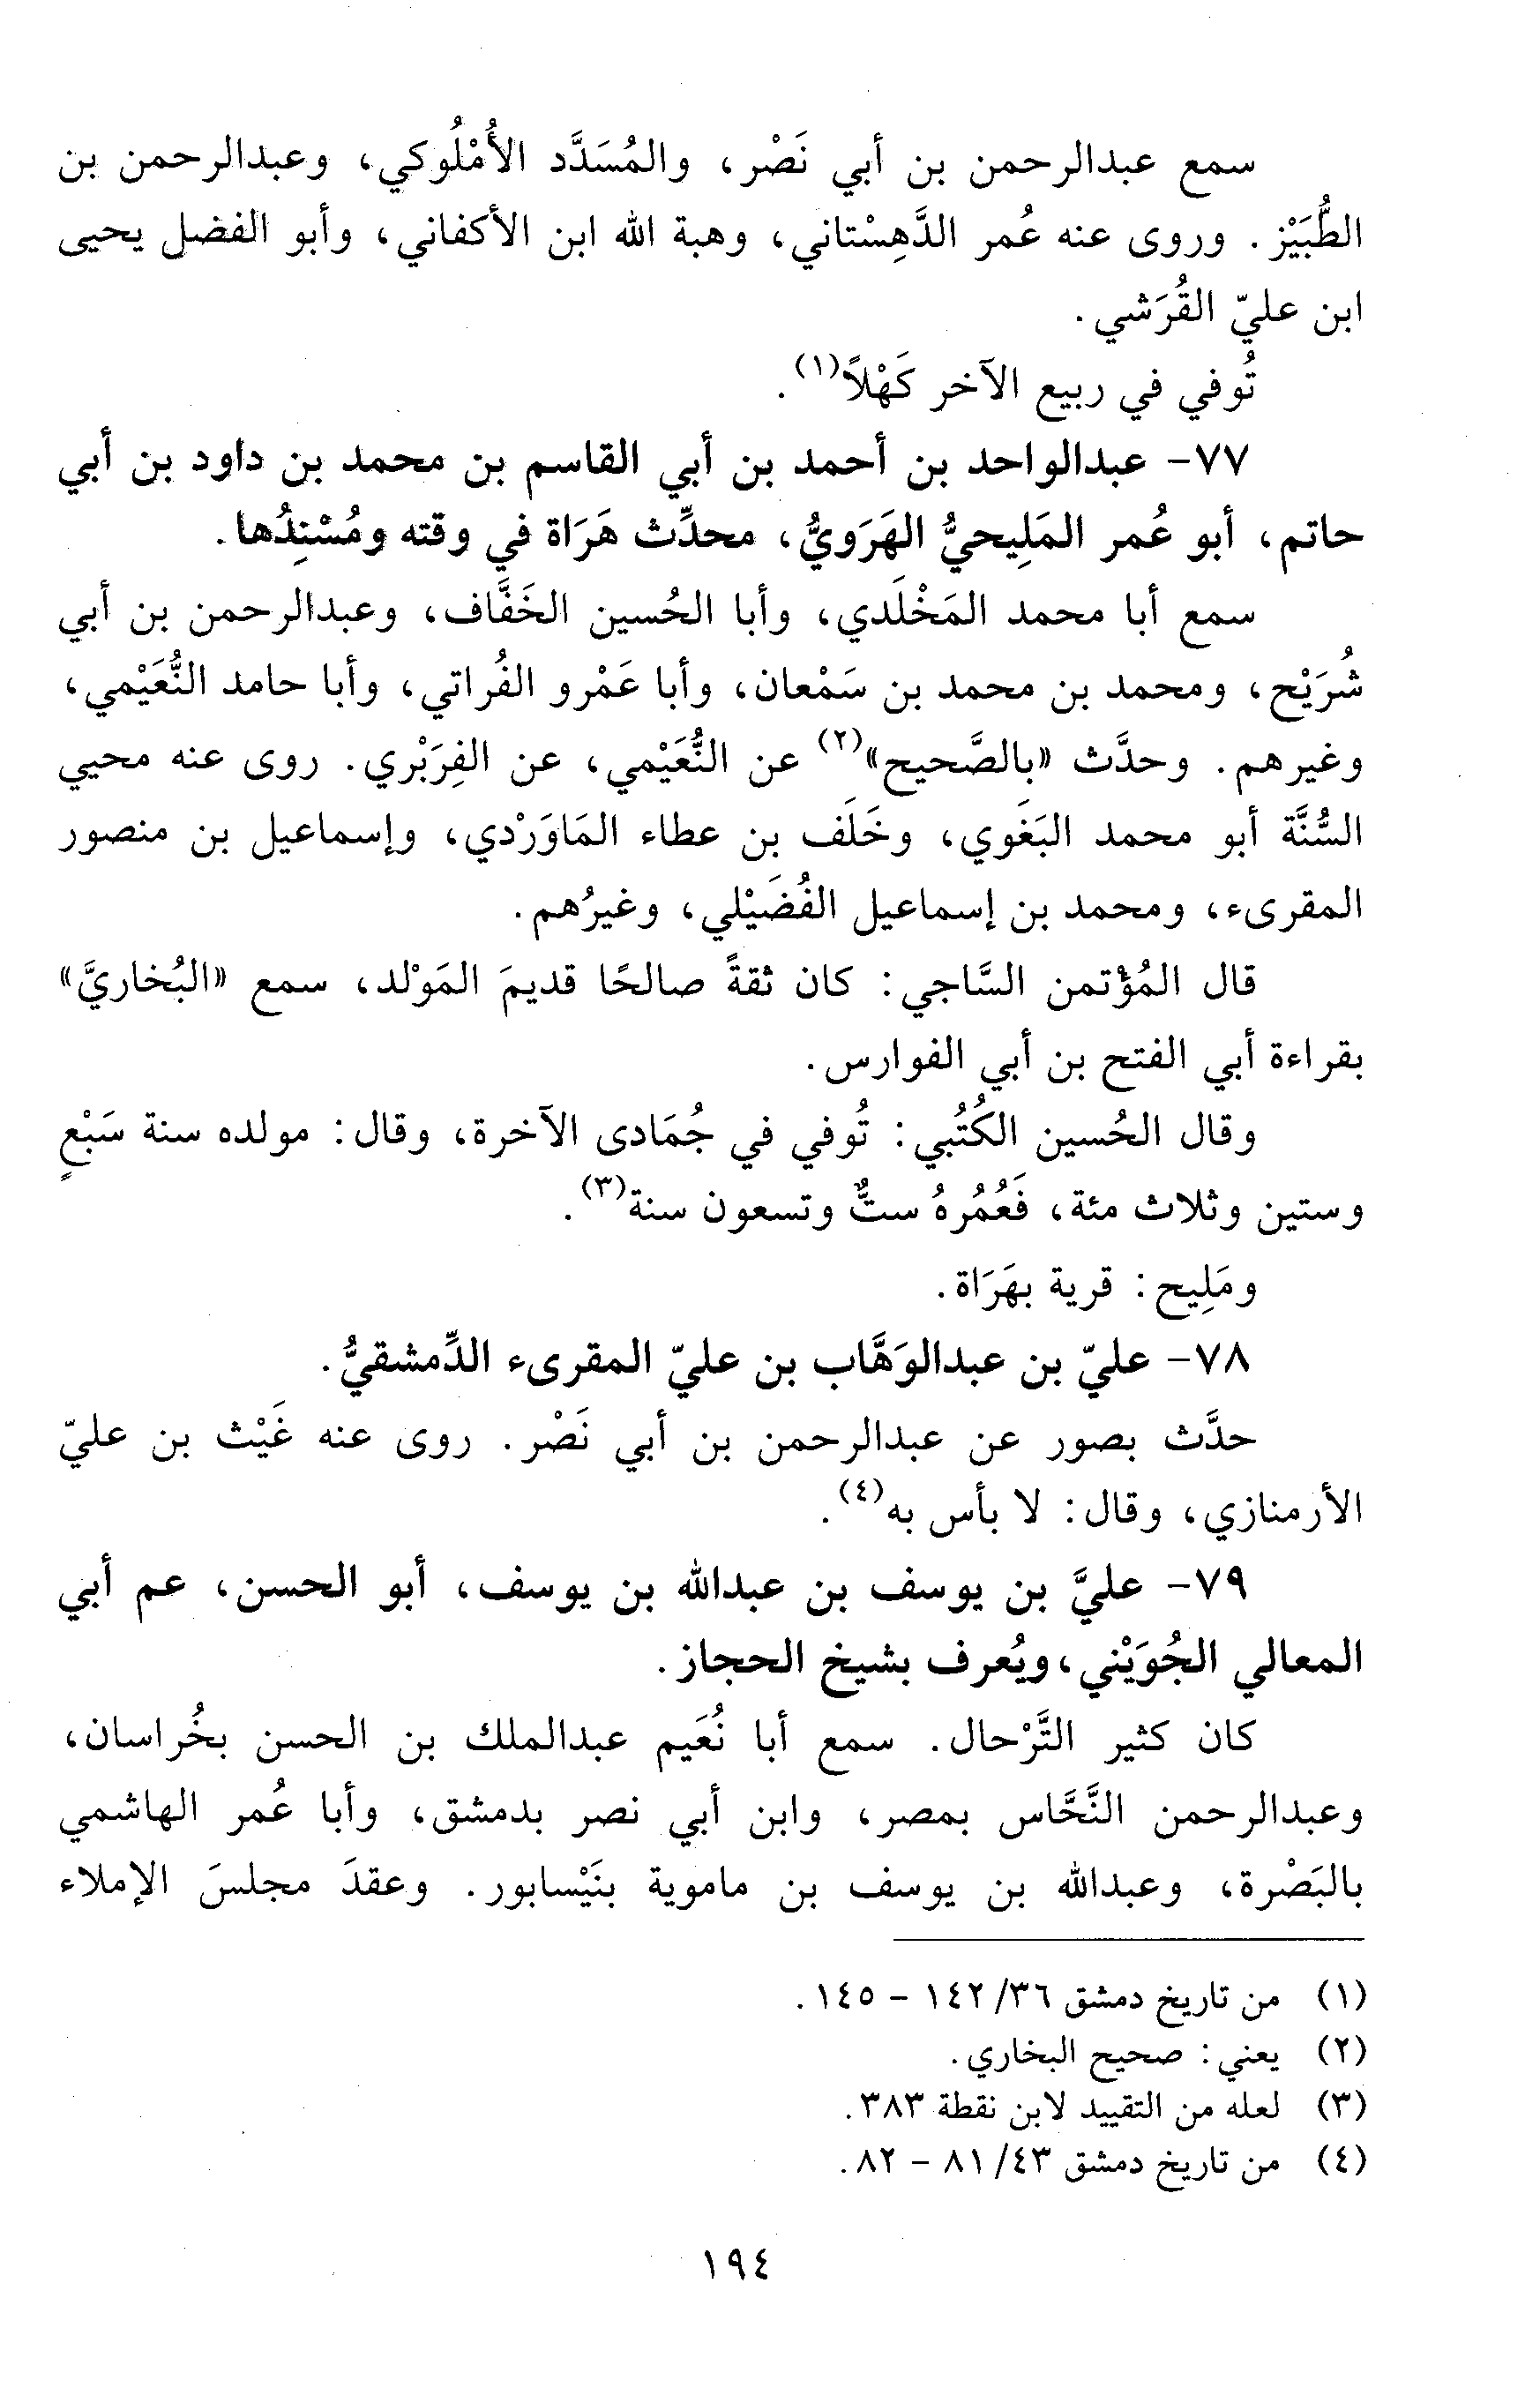 سمع عبدالرحمن بن أبي نَصْر، والمُسَدَّد الأُمْلُوكي، وعبدالرحمن بن
الطُّبَيْز. وروى عنه عُمر الدَّهِسْتاني، وهبة الله ابن الأكفاني، وأبو الفضل يحيى
ابن عليّ القُرَشي.
تُوفي في ربيع الآخر كَهْلاً(١).
٧٧- عبدالواحد بن أحمد بن أبي القاسم بن محمد بن داود بن أبي
حاتم، أبو عُمر المَلِيحيُّ الهَرَويُّ، محدِّث هَرَاة في وقته ومُسْنِدُها.
سمع أبا محمد المَخْلَدي، وأبا الحُسين الخَفَّاف، وعبدالرحمن بن أبي
شُرَيْح، ومحمد بن محمد بن سَمْعان، وأبا عَمْرو الفُراتي، وأبا حامد النُّعَيْمي،
وغيرهم. وحدَّث «بالصَّحيح»(٢) عن النُّعَيْمي، عن الفِرَبْري. روى عنه محيي
السُّنَّة أبو محمد البَغَوي، وخَلَف بن عطاء المَاوَرْدي، وإسماعيل بن منصور
المقرىء، ومحمد بن إسماعيل الفُضَيْلي، وغيرُهم.
قال المُؤْتمن السَّاجي: كان ثقةً صالحًا قديمَ المَوْلد، سمع «البُخاريَّ»
بقراءة أبي الفتح بن أبي الفوارس.
وقال الحُسين الكُتُبي: تُوفي في جُمَادى الآخرة، وقال: مولده سنة سَبْعٍ
وستين وثلاث مئة، فَعُمُرهُ ستٌّ وتسعون سنة(٣).
ومَلِيح: قرية بهَرَاة.
٧٨- عليّ بن عبدالوَهَّاب بن عليّ المقرىء الدِّمشقيُّ.
حدَّث بصور عن عبدالرحمن بن أبي نَصْر. روى عنه غَيْث بن عليّ
الأرمنازي، وقال: لا بأس به(٤).
٧٩- عليَّ بن يوسف بن عبدالله بن يوسف، أبو الحسن، عم أبي
المعالي الجُوَيْني، ويُعرف بشيخ الحجاز.
كان كثير التَّرْحال. سمع أبا نُعَيم عبدالملك بن الحسن بخُراسان،
وعبدالرحمن النَّحَّاس بمصر، وابن أبي نصر بدمشق، وأبا عُمر الهاشمي
بالبَصْرة، وعبدالله بن يوسف بن ماموية بنَيْسابور. وعقدَ مجلسَ الإملاء
(١) من تاريخ دمشق ٣٦/ ١٤٢ - ١٤٥.
(٢) يعني: صحيح البخاري.
(٣) لعله من التقييد لابن نقطة ٣٨٣.
(٤) من تاريخ دمشق ٤٣/ ٨١ - ٨٢.
١٩٤